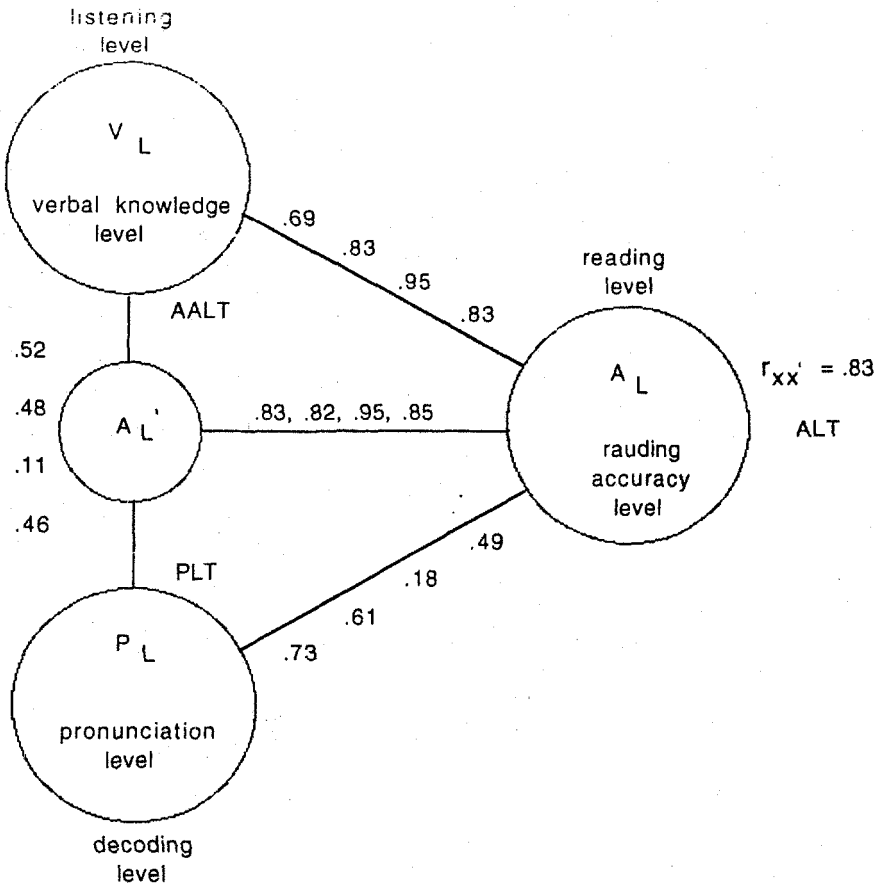 listening
level
V L
verbal knowledge
level
.69
.83
.95
.83
AALT
reading
level
.52
.48
.11
.46
A L '
.83, .82, .95, .85
A L
rauding
accuracy
level
r xx' = .83
ALT
PLT
.49
.18
.61
.73
P L
pronunciation
level
decoding
level